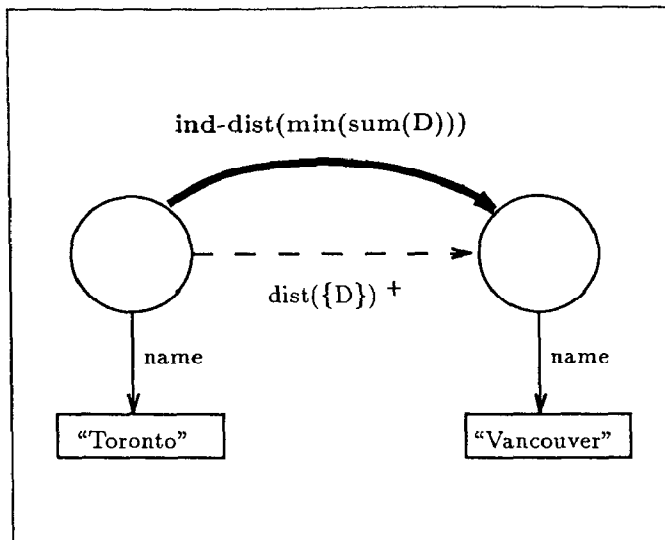 ind-dist(min(sum(D)))
dist({D}) +
name
name
“Toronto”
“Vancouver”